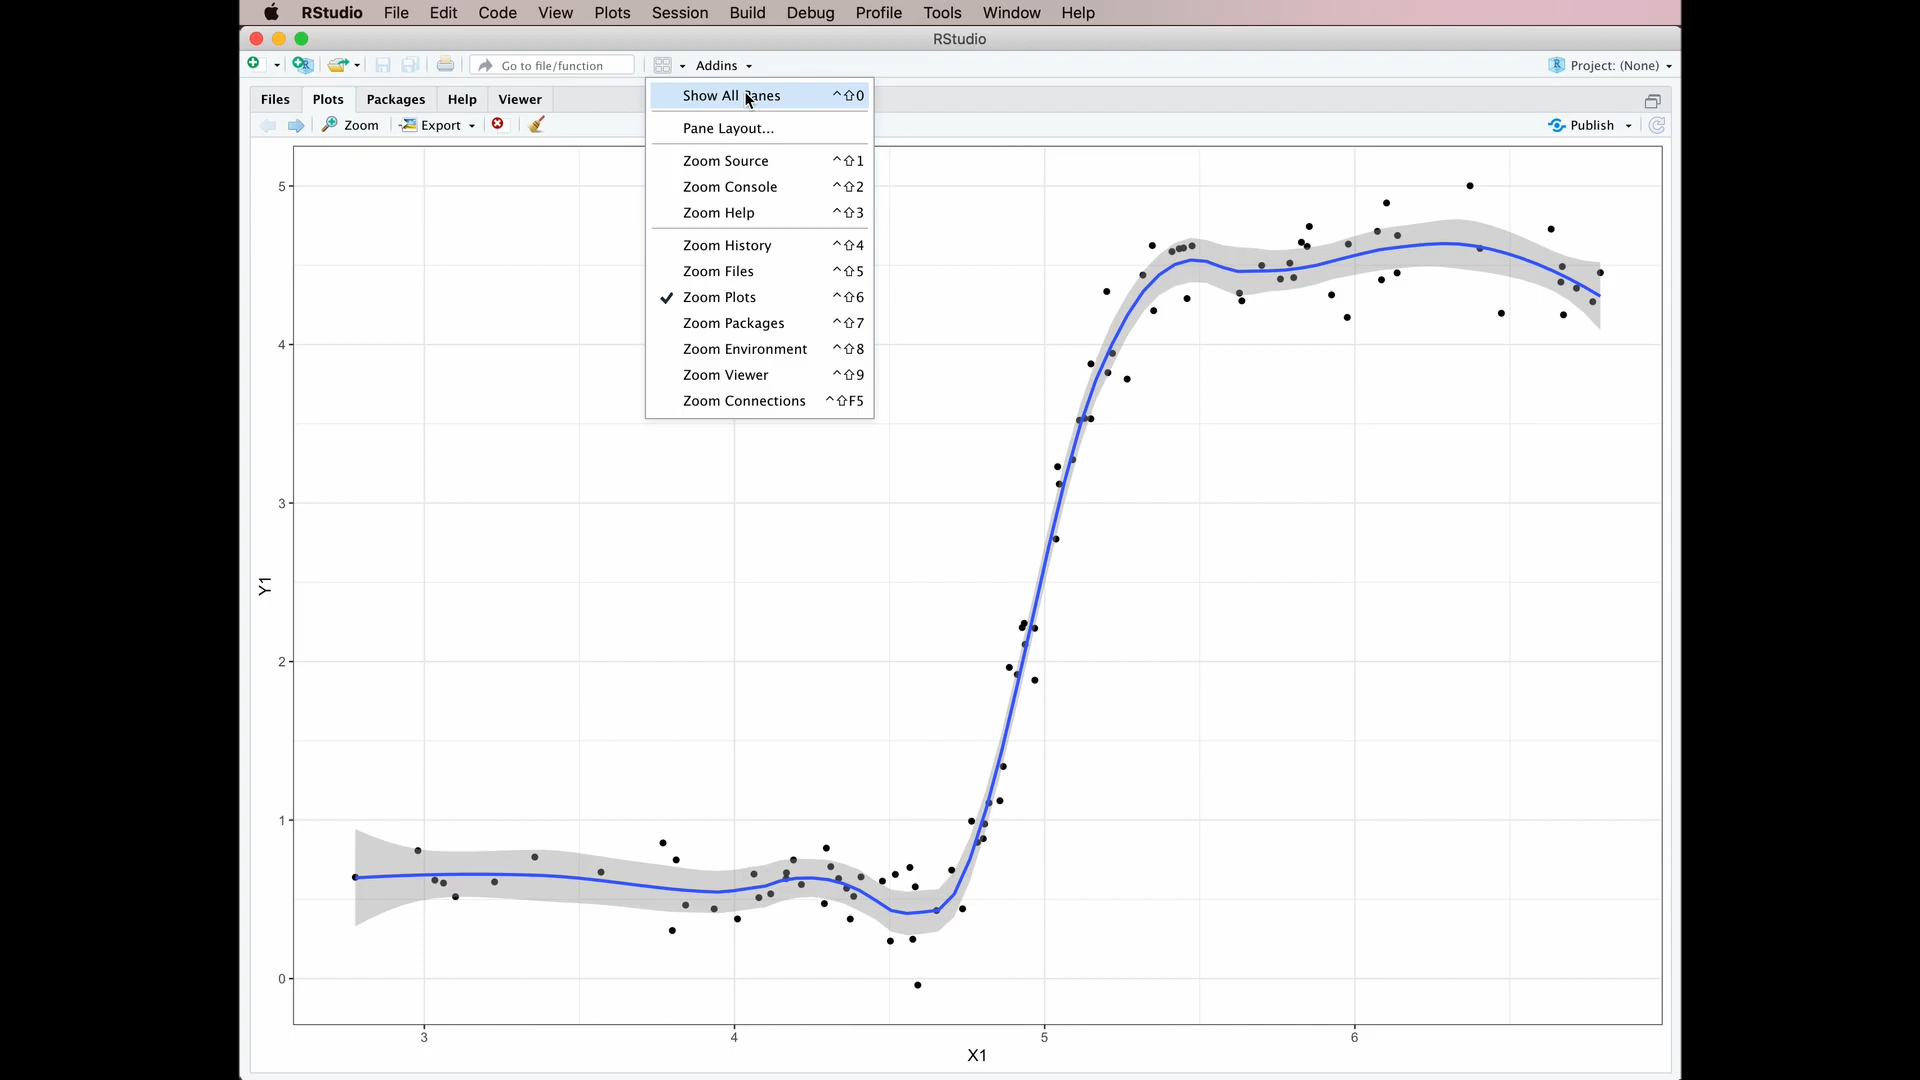 RStudio File Edit Code View Plots Session Build Debug Profile Tools Window Help
RStudio
Go to file/function Addins Project: (None)
Files Plots Packages Help Viewer
Zoom Export Publish
Show All Panes ^⇧0
Pane Layout...
Zoom Source ^⇧1
Zoom Console ^⇧2
Zoom Help ^⇧3
Zoom History ^⇧4
Zoom Files ^⇧5
Zoom Plots ^⇧6
Zoom Packages ^⇧7
Zoom Environment ^⇧8
Zoom Viewer ^⇧9
Zoom Connections ^⇧F5
5
4
3
2
1
0
Y1
3 4 5 6
X1